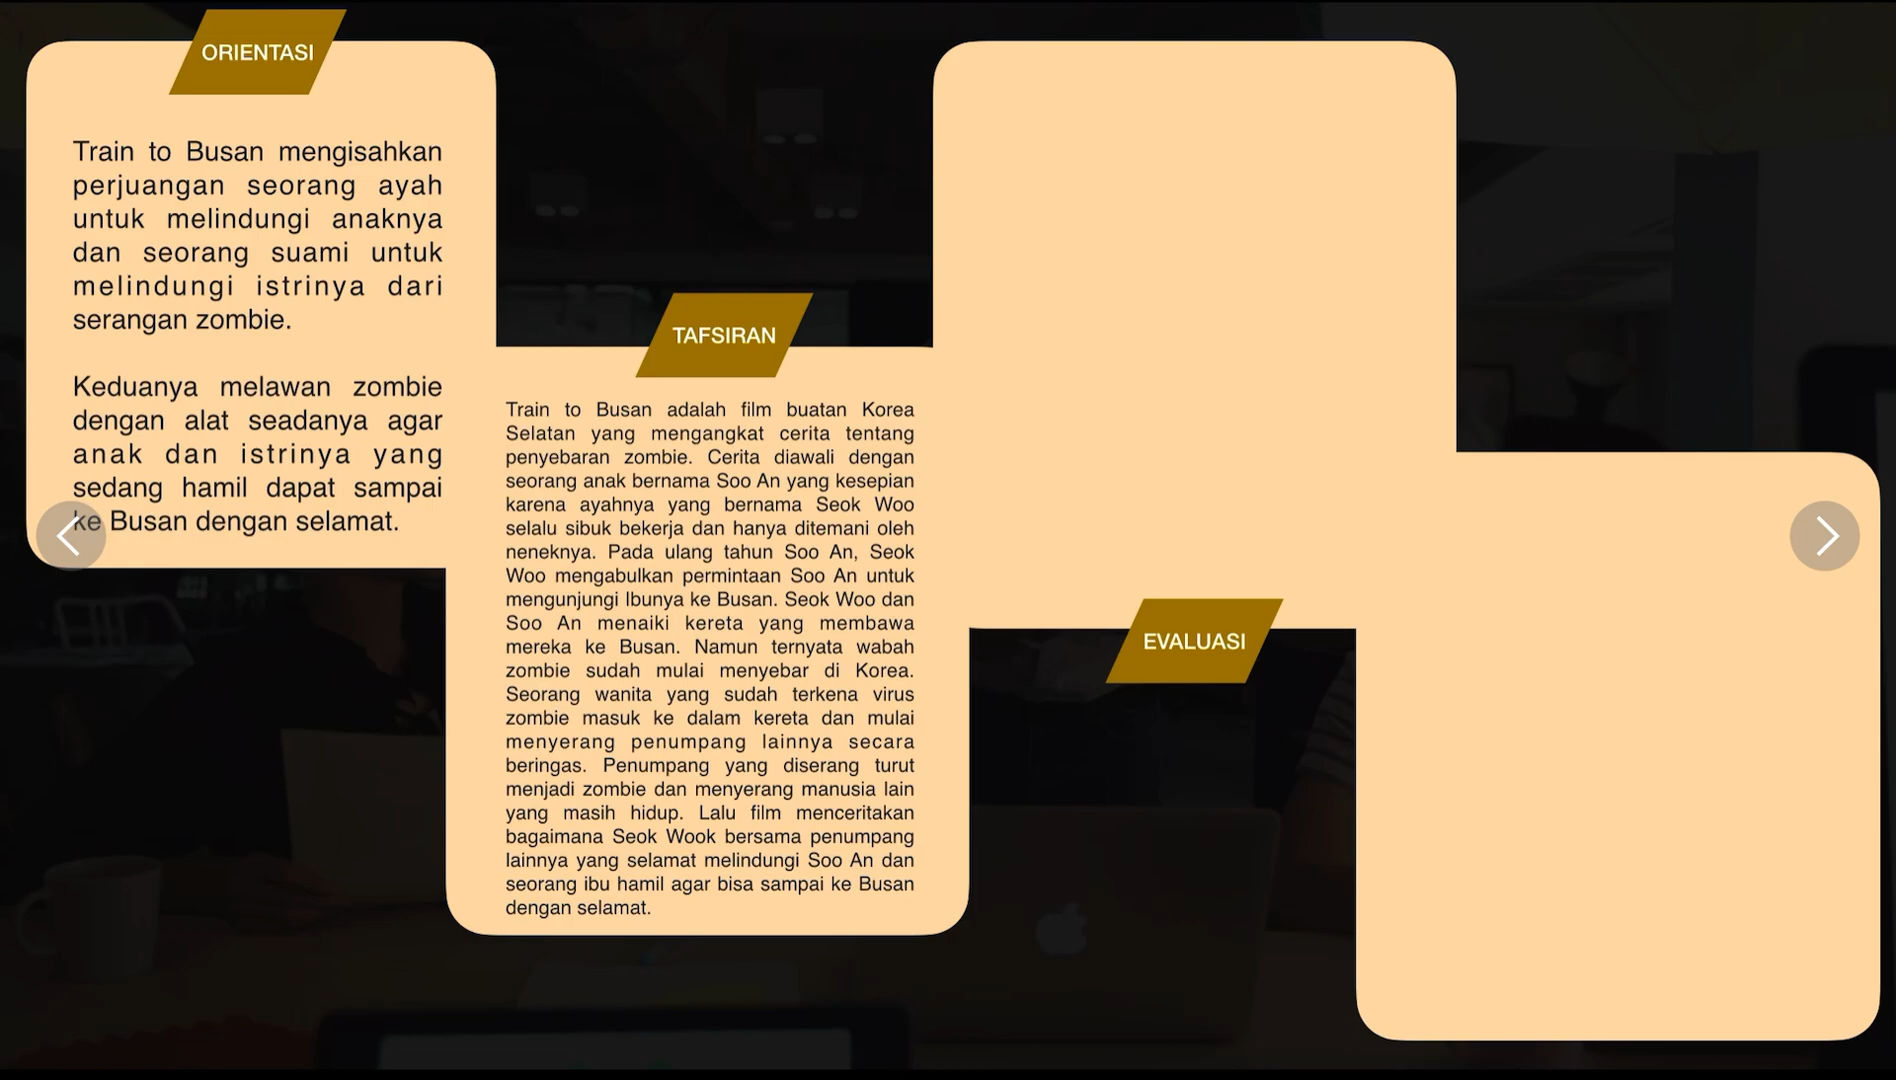 ORIENTASI
Train to Busan mengisahkan
perjuangan seorang ayah
untuk melindungi anaknya
dan seorang suami untuk
melindungi istrinya dari
serangan zombie.
Keduanya melawan zombie
dengan alat seadanya agar
anak dan istrinya yang
sedang hamil dapat sampai
ke Busan dengan selamat.
TAFSIRAN
Train to Busan adalah film buatan Korea
Selatan yang mengangkat cerita tentang
penyebaran zombie. Cerita diawali dengan
seorang anak bernama Soo An yang kesepian
karena ayahnya yang bernama Seok Woo
selalu sibuk bekerja dan hanya ditemani oleh
neneknya. Pada ulang tahun Soo An, Seok
Woo mengabulkan permintaan Soo An untuk
mengunjungi Ibunya ke Busan. Seok Woo dan
Soo An menaiki kereta yang membawa
mereka ke Busan. Namun ternyata wabah
zombie sudah mulai menyebar di Korea.
Seorang wanita yang sudah terkena virus
zombie masuk ke dalam kereta dan mulai
menyerang penumpang lainnya secara
beringas. Penumpang yang diserang turut
menjadi zombie dan menyerang manusia lain
yang masih hidup. Lalu film menceritakan
bagaimana Seok Wook bersama penumpang
lainnya yang selamat melindungi Soo An dan
seorang ibu hamil agar bisa sampai ke Busan
dengan selamat.
EVALUASI